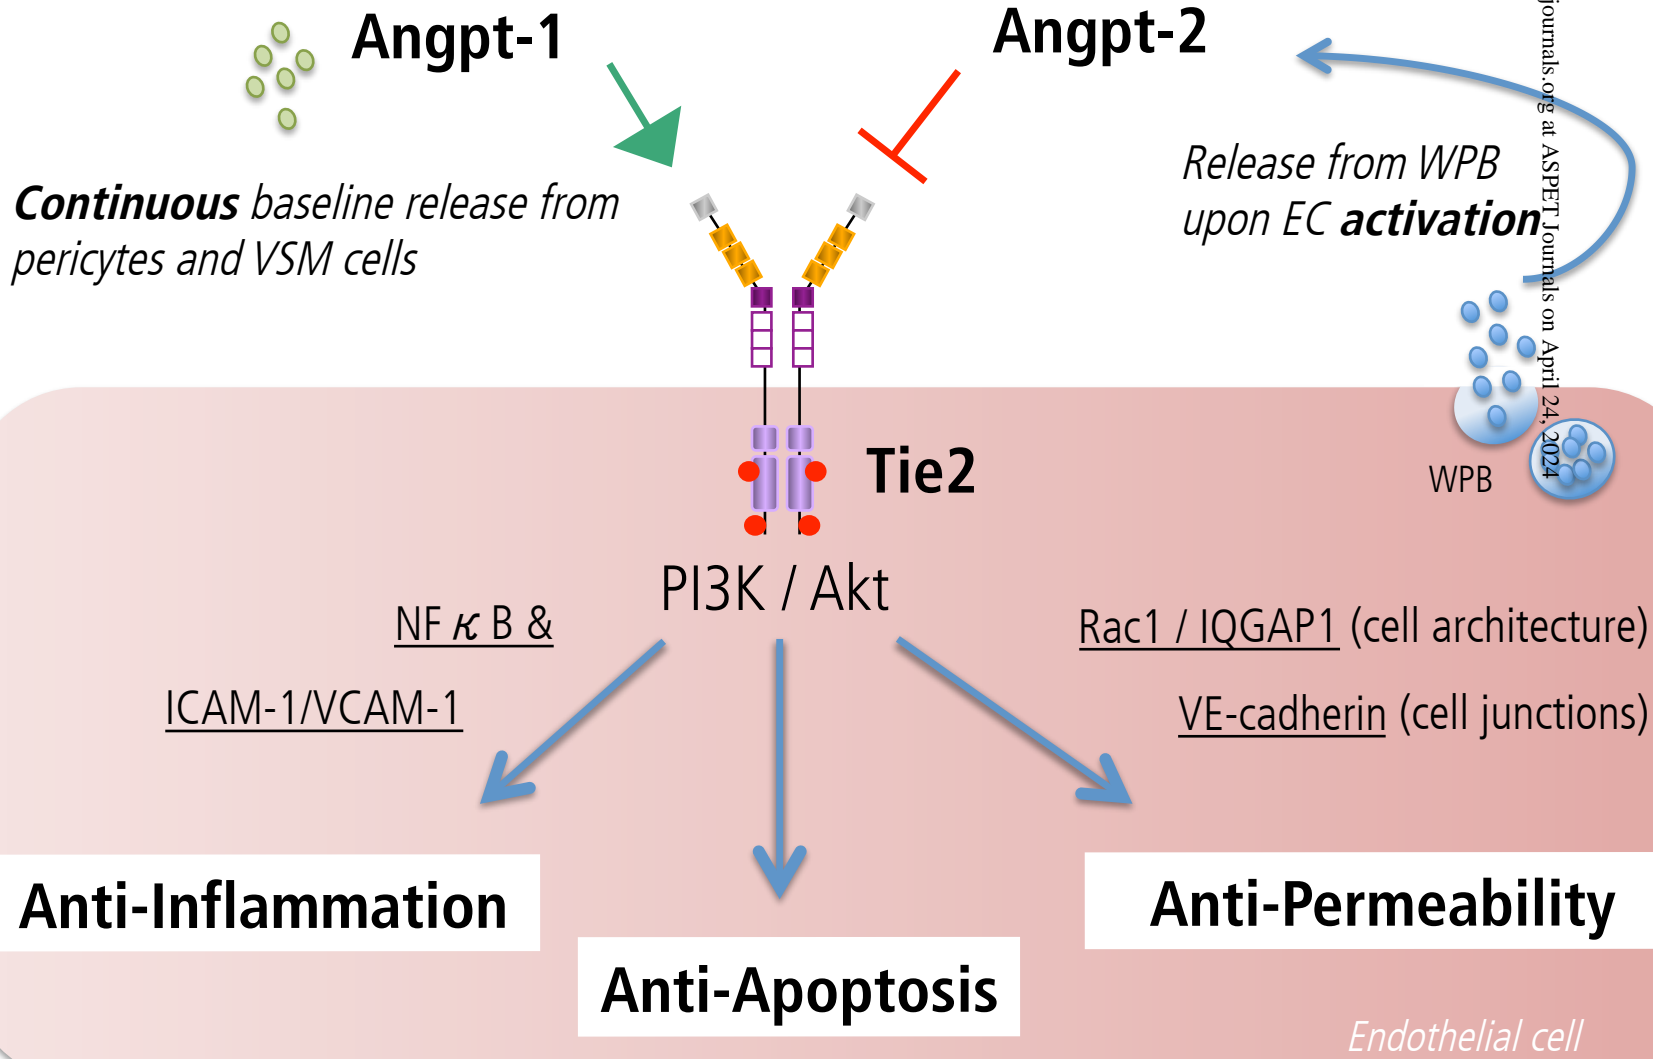 Angpt-1
Angpt-2
Continuous baseline release from
pericytes and VSM cells
Release from WPB
upon EC activation
journals.org at ASPET Journals on April 24, 2024
WPB
Tie2
PI3K / Akt
NF κ B &
ICAM-1/VCAM-1
Rac1 / IQGAP1 (cell architecture)
VE-cadherin (cell junctions)
Anti-Inflammation
Anti-Apoptosis
Anti-Permeability
Endothelial cell